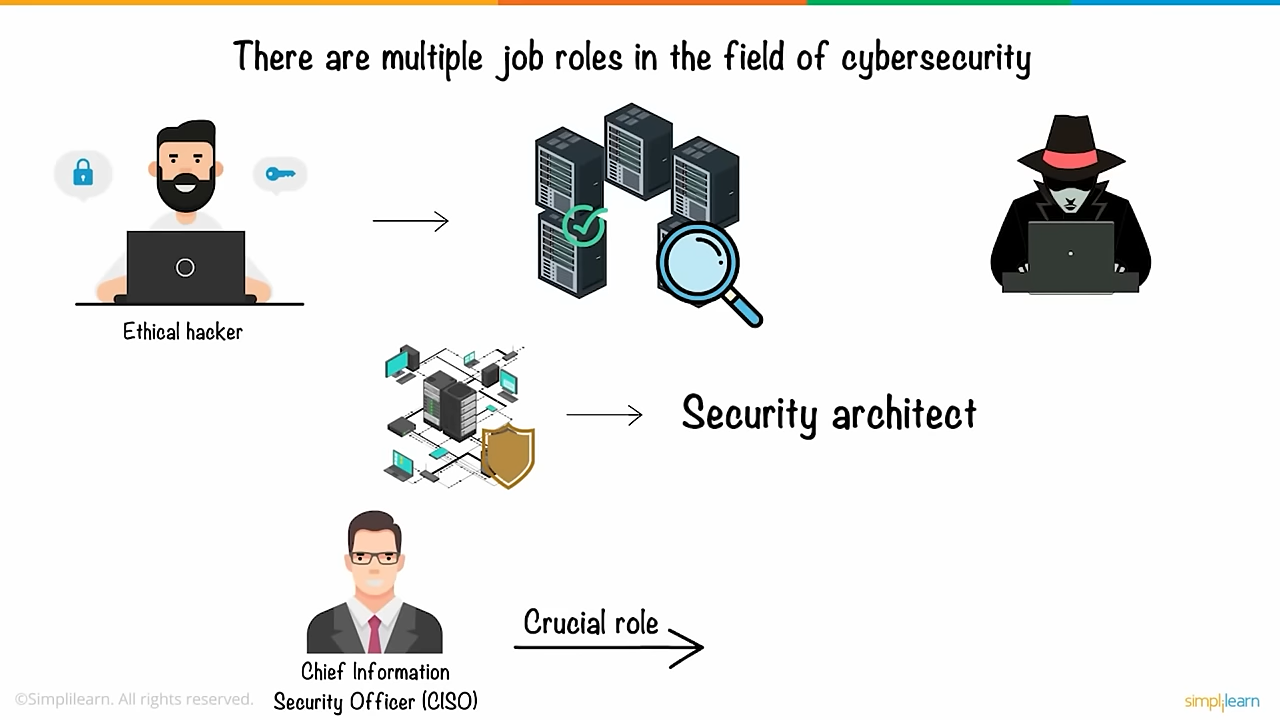 There are multiple job roles in the field of cybersecurity
Ethical hacker
Security architect
Crucial role
Chief Information
Security Officer (CISO)
©Simplilearn. All rights reserved.
simplilearn